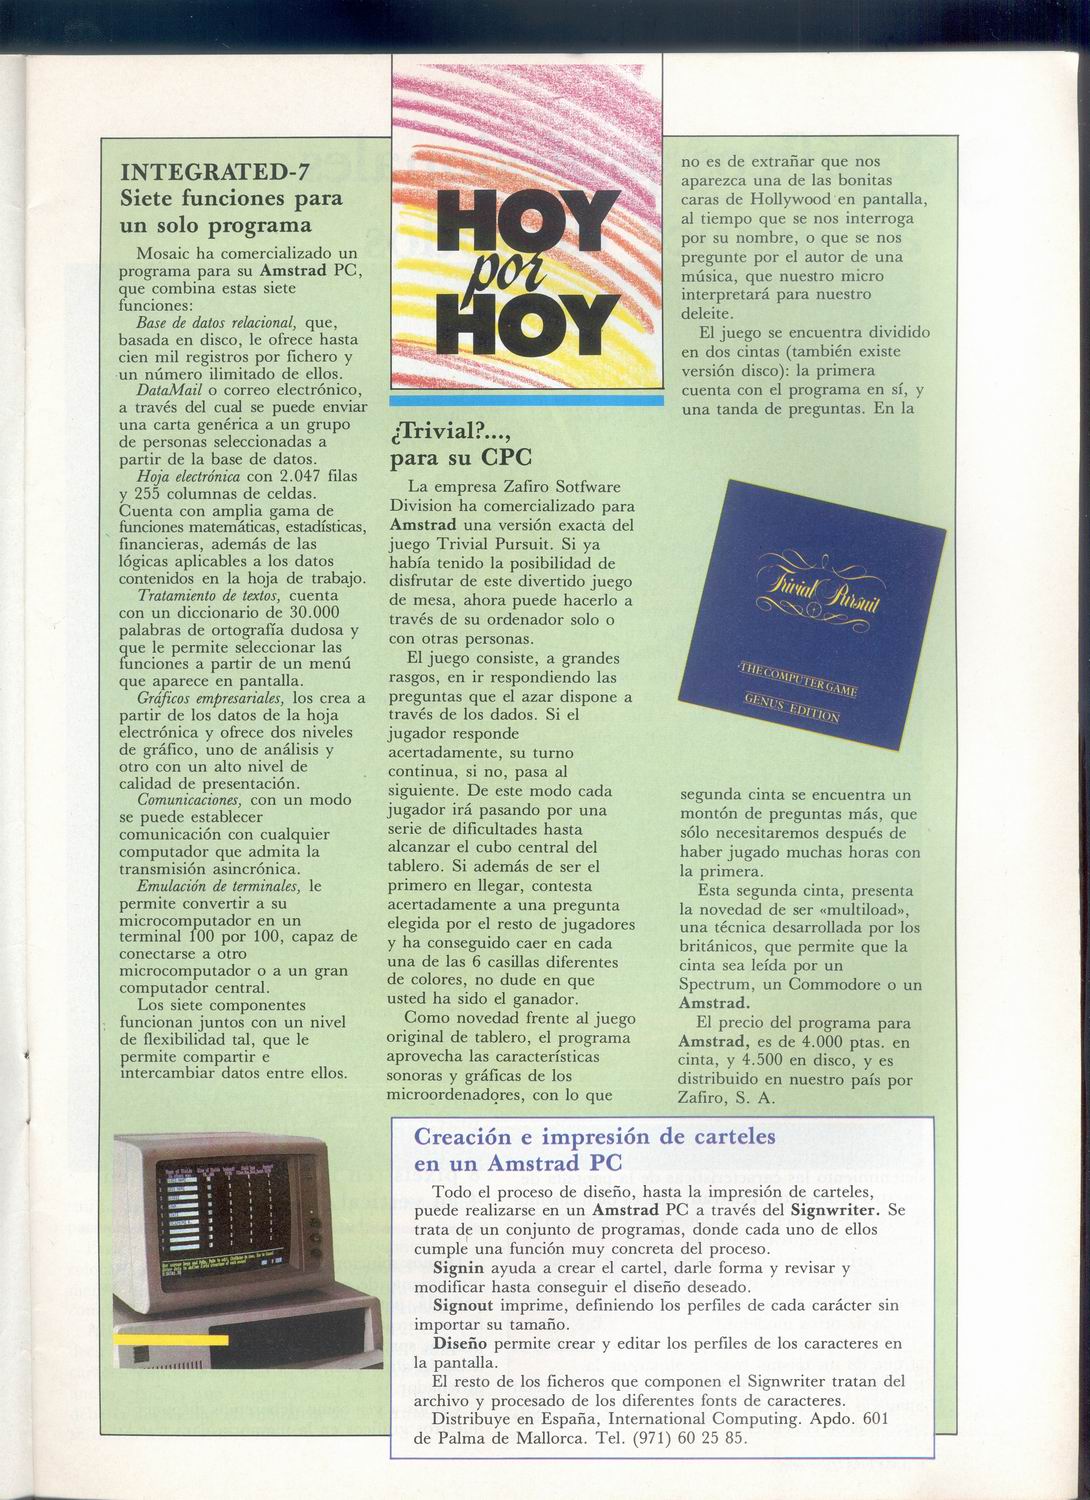 INTEGRATED-7
Siete funciones para
un solo programa
Mosaic ha comercializado un
programa para su Amstrad PC,
que combina estas siete
funciones:
Base de datos relacional, que,
basada en disco, le ofrece hasta
cien mil registros por fichero y
un número ilimitado de ellos.
DataMail o correo electrónico,
a través del cual se puede enviar
una carta genérica a un grupo
de personas seleccionadas a
partir de la base de datos.
Hoja electrónica con 2.047 filas
y 255 columnas de celdas.
Cuenta con amplia gama de
funciones matemáticas, estadísticas,
financieras, además de las
lógicas aplicables a los datos
contenidos en la hoja de trabajo.
Tratamiento de textos, cuenta
con un diccionario de 30.000
palabras de ortografía dudosa y
que le permite seleccionar las
funciones a partir de un menú
que aparece en pantalla.
Gráficos empresariales, los crea a
partir de los datos de la hoja
electrónica y ofrece dos niveles
de gráfico, uno de análisis y
otro con un alto nivel de
calidad de presentación.
Comunicaciones, con un modo
se puede establecer
comunicación con cualquier
computador que admita la
transmisión asincrónica.
Emulación de terminales, le
permite convertir a su
microcomputador en un
terminal 100 por 100, capaz de
conectarse a otro
microcomputador o a un gran
computador central.
Los siete componentes
funcionan juntos con un nivel
de flexibilidad tal, que le
permite compartir e
intercambiar datos entre ellos.
HOY
por
HOY
¿Trivial?...,
para su CPC
La empresa Zafiro Sotfware
Division ha comercializado para
Amstrad una versión exacta del
juego Trivial Pursuit. Si ya
había tenido la posibilidad de
disfrutar de este divertido juego
de mesa, ahora puede hacerlo a
través de su ordenador solo o
con otras personas.
El juego consiste, a grandes
rasgos, en ir respondiendo las
preguntas que el azar dispone a
través de los dados. Si el
jugador responde
acertadamente, su turno
continua, si no, pasa al
siguiente. De este modo cada
jugador irá pasando por una
serie de dificultades hasta
alcanzar el cubo central del
tablero. Si además de ser el
primero en llegar, contesta
acertadamente a una pregunta
elegida por el resto de jugadores
y ha conseguido caer en cada
una de las 6 casillas diferentes
de colores, no dude en que
usted ha sido el ganador.
Como novedad frente al juego
original de tablero, el programa
aprovecha las características
sonoras y gráficas de los
microordenadores, con lo que
no es de extrañar que nos
aparezca una de las bonitas
caras de Hollywood en pantalla,
al tiempo que se nos interroga
por su nombre, o que se nos
pregunte por el autor de una
música, que nuestro micro
interpretará para nuestro
deleite.
El juego se encuentra dividido
en dos cintas (también existe
versión disco): la primera
cuenta con el programa en sí, y
una tanda de preguntas. En la
Trivial Pursuit
THE COMPUTER GAME
GENUS EDITION
segunda cinta se encuentra un
montón de preguntas más, que
sólo necesitaremos después de
haber jugado muchas horas con
la primera.
Esta segunda cinta, presenta
la novedad de ser «multiload»,
una técnica desarrollada por los
británicos, que permite que la
cinta sea leída por un
Spectrum, un Commodore o un
Amstrad.
El precio del programa para
Amstrad, es de 4.000 ptas. en
cinta, y 4.500 en disco, y es
distribuido en nuestro país por
Zafiro, S. A.
Creación e impresión de carteles
en un Amstrad PC
Todo el proceso de diseño, hasta la impresión de carteles,
puede realizarse en un Amstrad PC a través del Signwriter. Se
trata de un conjunto de programas, donde cada uno de ellos
cumple una función muy concreta del proceso.
Signin ayuda a crear el cartel, darle forma y revisar y
modificar hasta conseguir el diseño deseado.
Signout imprime, definiendo los perfiles de cada carácter sin
importar su tamaño.
Diseño permite crear y editar los perfiles de los caracteres en
la pantalla.
El resto de los ficheros que componen el Signwriter tratan del
archivo y procesado de los diferentes fonts de caracteres.
Distribuye en España, International Computing. Apdo. 601
de Palma de Mallorca. Tel. (971) 60 25 85.